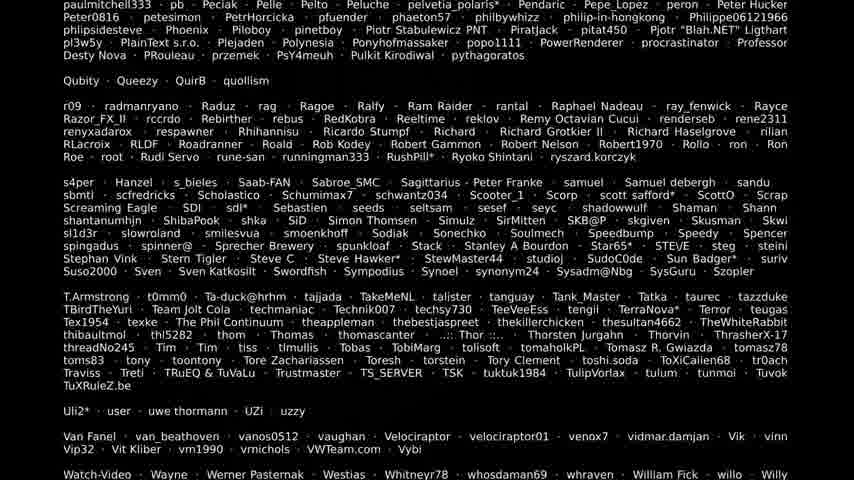 paulmitchell333 · pb · Peciak · Pelle · Pelto · Peluche · pelvetia_polaris* · Pendaric · Pepe_Lopez · peron · Peter Hucker
Peter0816 · petesimon · PetrHorcicka · pfuender · phaeton57 · philbywhizz · philip-in-hongkong · Philippe06121966
phlipsidesteve · Phoenix · Piloboy · pinetboy · Piotr Stabulewicz PNT · PiratJack · pitat450 · Pjotr "Blah.NET" Ligthart
pl3w5y · PlainText s.r.o. · Plejaden · Polynesia · Ponyhofmassaker · popo1111 · PowerRenderer · procrastinator · Professor
Desty Nova · PRouleau · przemek · PsY4meuh · Pulkit Kirodiwal · pythagoratos
Qubity · Queezy · QuirB · quollism
r09 · radmanryano · Raduz · rag · Ragoe · Ralfy · Ram Raider · rantal · Raphael Nadeau · ray_fenwick · Rayce
Razor_FX_II · rccrdo · Rebirther · rebus · RedKobra · Reeltime · reklov · Remy Octavian Cucui · renderseb · rene2311
renyxadarox · respawner · Rhihannisu · Ricardo Stumpf · Richard · Richard Grotkier II · Richard Haselgrove · rilian
RLacroix · RLDF · Roadranner · Roald · Rob Kodey · Robert Gammon · Robert Nelson · Robert1970 · Rollo · ron · Ron
Roe · root · Rudi Servo · rune-san · runningman333 · RushPill* · Ryoko Shintani · ryszard.korczyk
s4per · Hanzel · s_bieles · Saab-FAN · Sabroe_SMC · Sagittarius - Peter Franke · samuel · Samuel debergh · sandu
sbmti · scfredricks · Scholastico · Schumimax7 · schwantz034 · Scooter_1 · Scorp · scott safford* · ScottO · Scrap
Screaming Eagle · SDI · sdl* · Sebastien · seeds · seltsam · sesef · seyc · shadowwulf · Shaman · Shann
shantanumhjn · ShibaPook · shka · SiD · Simon Thomsen · Simulz · SirMitten · SKB@P · skgiven · Skusman · Skwi
sl1d3r · slowroland · smilesvua · smoenkhoff · Sodjak · Sonechko · Soulmech · Speedbump · Speedy · Spencer
spingadus · spinner@ · Sprecher Brewery · spunkloaf · Stack · Stanley A Bourdon · Star65* · STE\/E · steg · steini
Stephan Vink · Stern Tigler · Steve C · Steve Hawker* · StewMaster44 · studioj · SudoC0de · Sun Badger* · suriv
Suso2000 · Sven · Sven Katkosilt · Swordfish · Sympodius · Synoel · synonym24 · Sysadm@Nbg · SysGuru · Szopler
T.Armstrong · t0mm0 · Ta-duck@hrhm · tajjada · TakeMeNL · talister · tanguay · Tank_Master · Tatka · taurec · tazzduke
TBirdTheYuri · Team Jolt Cola · techmaniac · Technik007 · techsy730 · TeeVeeEss · tengii · TerraNova* · Terror · teugas
Tex1954 · texke · The Phil Continuum · theappleman · thebestjaspreet · thekillerchicken · thesultan4662 · TheWhiteRabbit
thibaultmol · thl5282 · thom · Thomas · thomascanter · ..:: Thor ::.. · Thorsten Jurgahn · Thorvin · ThrasherX-17
threadNo245 · Tim · Tim · tiss · tlmullis · Tobas · TobiMarg · tolisoft · tomaholkPL · Tomasz R. Gwiazda · tomasz78
toms83 · tony · toontony · Tore Zachariassen · Toresh · torstein · Tory Clement · toshi.soda · ToXiCalien68 · tr0ach
Traviss · Treti · TRuEQ & TuVaLu · Trustmaster · TS_SERVER · TSK · tuktuk1984 · TulipVorlax · tulum · tunmoi · Tuvok
TuXRuleZ.be
Uli2* · user · uwe thormann · UZi · uzzy
Van Fanel · van_beathoven · vanos0512 · vaughan · Velociraptor · velociraptor01 · venox7 · vidmar.damjan · Vik · vinn
Vip32 · Vit Kliber · vm1990 · vrnichols · VWTeam.com · Vybi
Watch-Video · Wayne · Werner Pasternak · Westias · Whitneyr78 · whosdaman69 · whraven · William Fick · willo · Willy